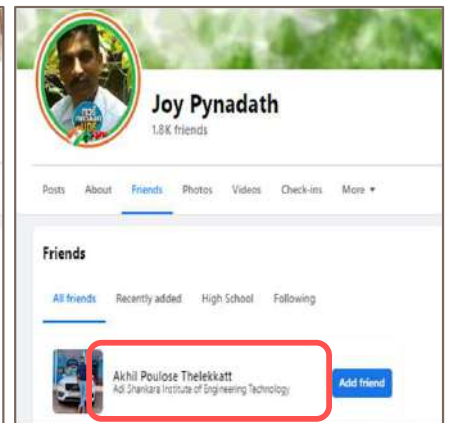 Joy Pynadath
1.8K friends
Posts About Friends Photos Videos Check-ins More ▾
Friends
All friends Recently added High School Following
Akhil Poulose Thelekkatt
Adi Shankara Institute of Engineering Technology
Add friend